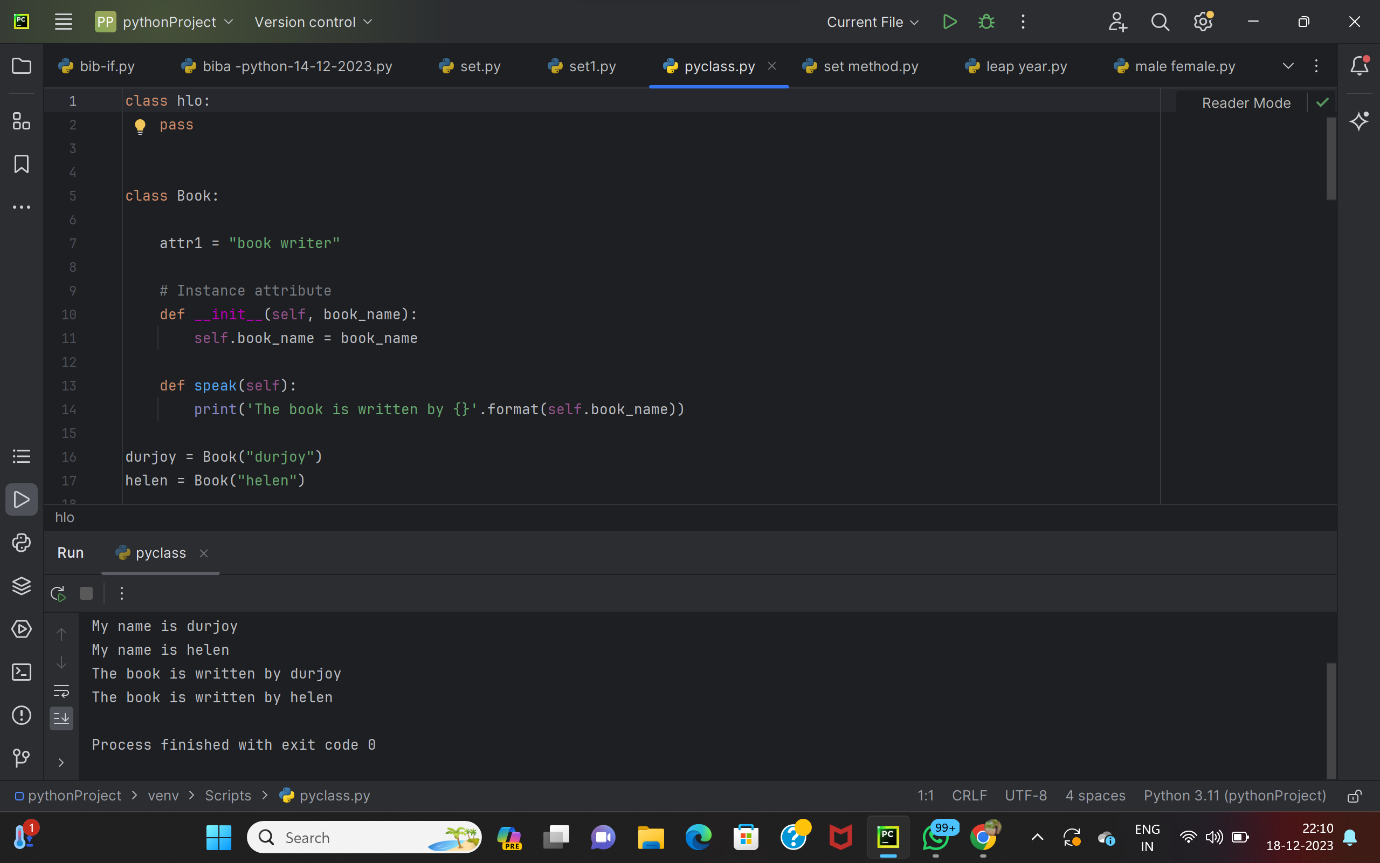 PC
PP pythonProject Version control Current File
bib-if.py biba -python-14-12-2023.py set.py set1.py pyclass.py set method.py leap year.py male female.py
Reader Mode
1 class hlo:
2 pass
3
4
5 class Book:
6
7 attr1 = "book writer"
8
9 # Instance attribute
10 def __init__(self, book_name):
11 self.book_name = book_name
12
13 def speak(self):
14 print('The book is written by {}'.format(self.book_name))
15
16 durjoy = Book("durjoy")
17 helen = Book("helen")
18
hlo
Run pyclass
My name is durjoy
My name is helen
The book is written by durjoy
The book is written by helen
Process finished with exit code 0
pythonProject > venv > Scripts > pyclass.py 1:1 CRLF UTF-8 4 spaces Python 3.11 (pythonProject)
1 Search PRE PC 99+ ENG 22:10
IN 18-12-2023